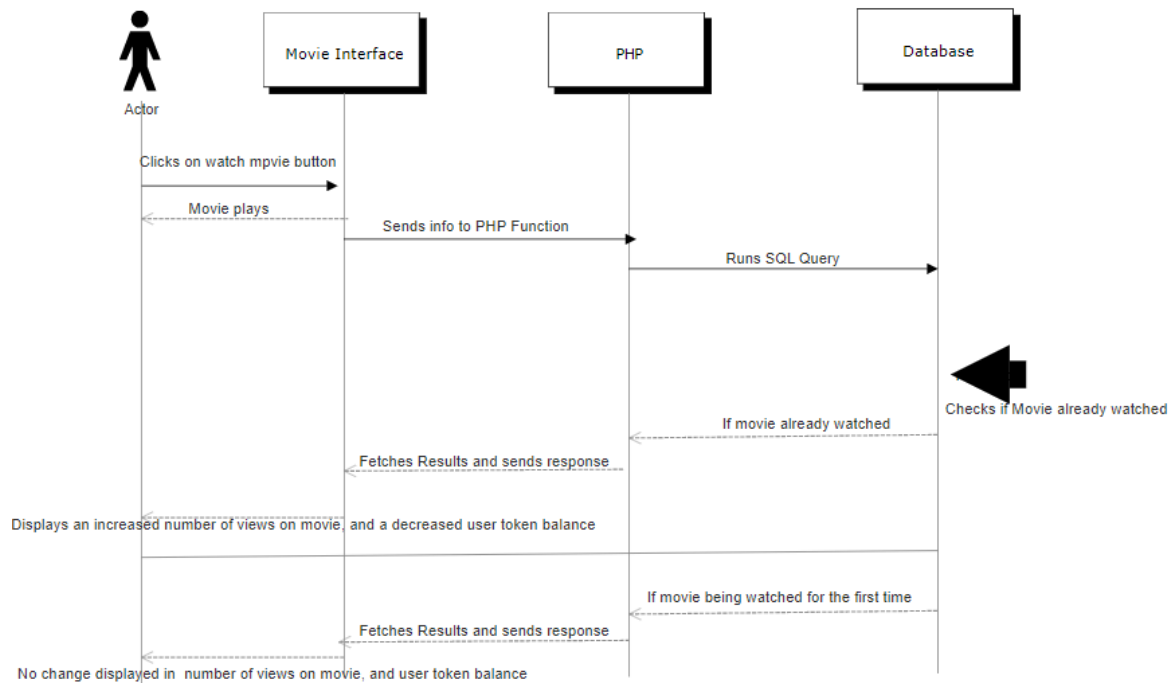 Movie Interface
PHP
Database
Actor
Clicks on watch mpvie button
Movie plays
Sends info to PHP Function
Runs SQL Query
Checks if Movie already watched
If movie already watched
Fetches Results and sends response
Displays an increased number of views on movie, and a decreased user token balance
If movie being watched for the first time
Fetches Results and sends response
No change displayed in number of views on movie, and user token balance